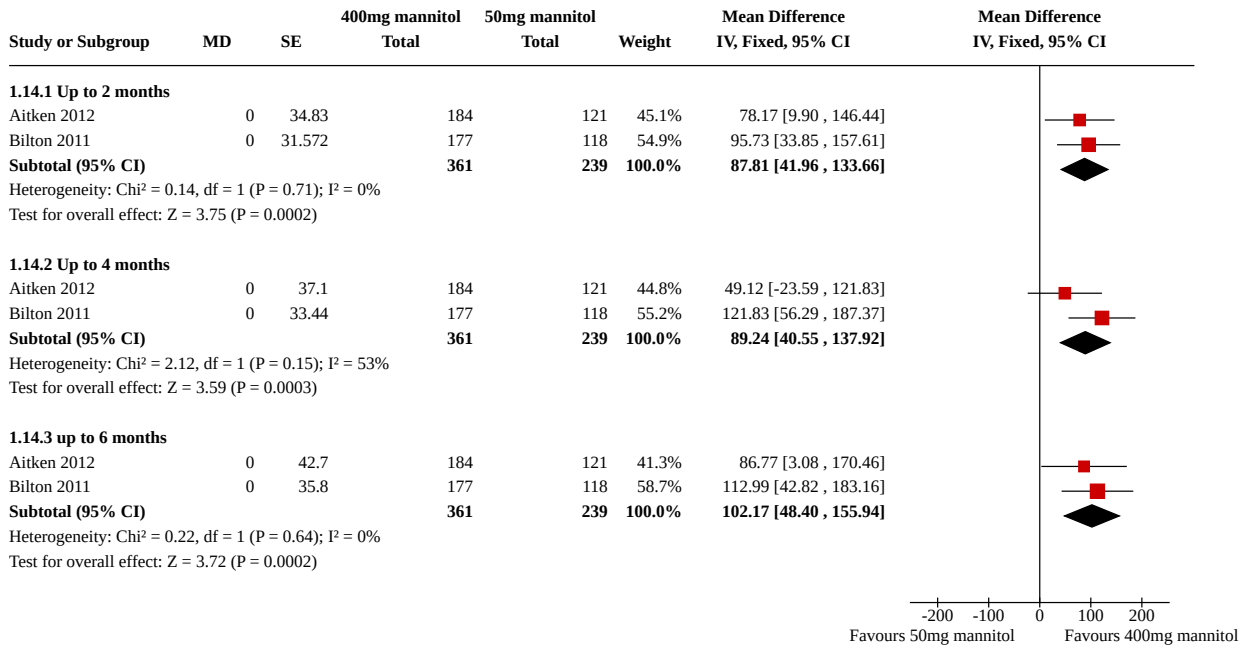 400mg mannitol 50mg mannitol Mean Difference Mean Difference
Study or Subgroup MD SE Total Total Weight IV, Fixed, 95% CI IV, Fixed, 95% CI
1.14.1 Up to 2 months
Aitken 2012 0 34.83 184 121 45.1% 78.17 [9.90 , 146.44]
Bilton 2011 0 31.572 177 118 54.9% 95.73 [33.85 , 157.61]
Subtotal (95% CI) 361 239 100.0% 87.81 [41.96 , 133.66]
Heterogeneity: Chi² = 0.14, df = 1 (P = 0.71); I² = 0%
Test for overall effect: Z = 3.75 (P = 0.0002)
1.14.2 Up to 4 months
Aitken 2012 0 37.1 184 121 44.8% 49.12 [-23.59 , 121.83]
Bilton 2011 0 33.44 177 118 55.2% 121.83 [56.29 , 187.37]
Subtotal (95% CI) 361 239 100.0% 89.24 [40.55 , 137.92]
Heterogeneity: Chi² = 2.12, df = 1 (P = 0.15); I² = 53%
Test for overall effect: Z = 3.59 (P = 0.0003)
1.14.3 up to 6 months
Aitken 2012 0 42.7 184 121 41.3% 86.77 [3.08 , 170.46]
Bilton 2011 0 35.8 177 118 58.7% 112.99 [42.82 , 183.16]
Subtotal (95% CI) 361 239 100.0% 102.17 [48.40 , 155.94]
Heterogeneity: Chi² = 0.22, df = 1 (P = 0.64); I² = 0%
Test for overall effect: Z = 3.72 (P = 0.0002)
-200 -100 0 100 200
Favours 50mg mannitol Favours 400mg mannitol